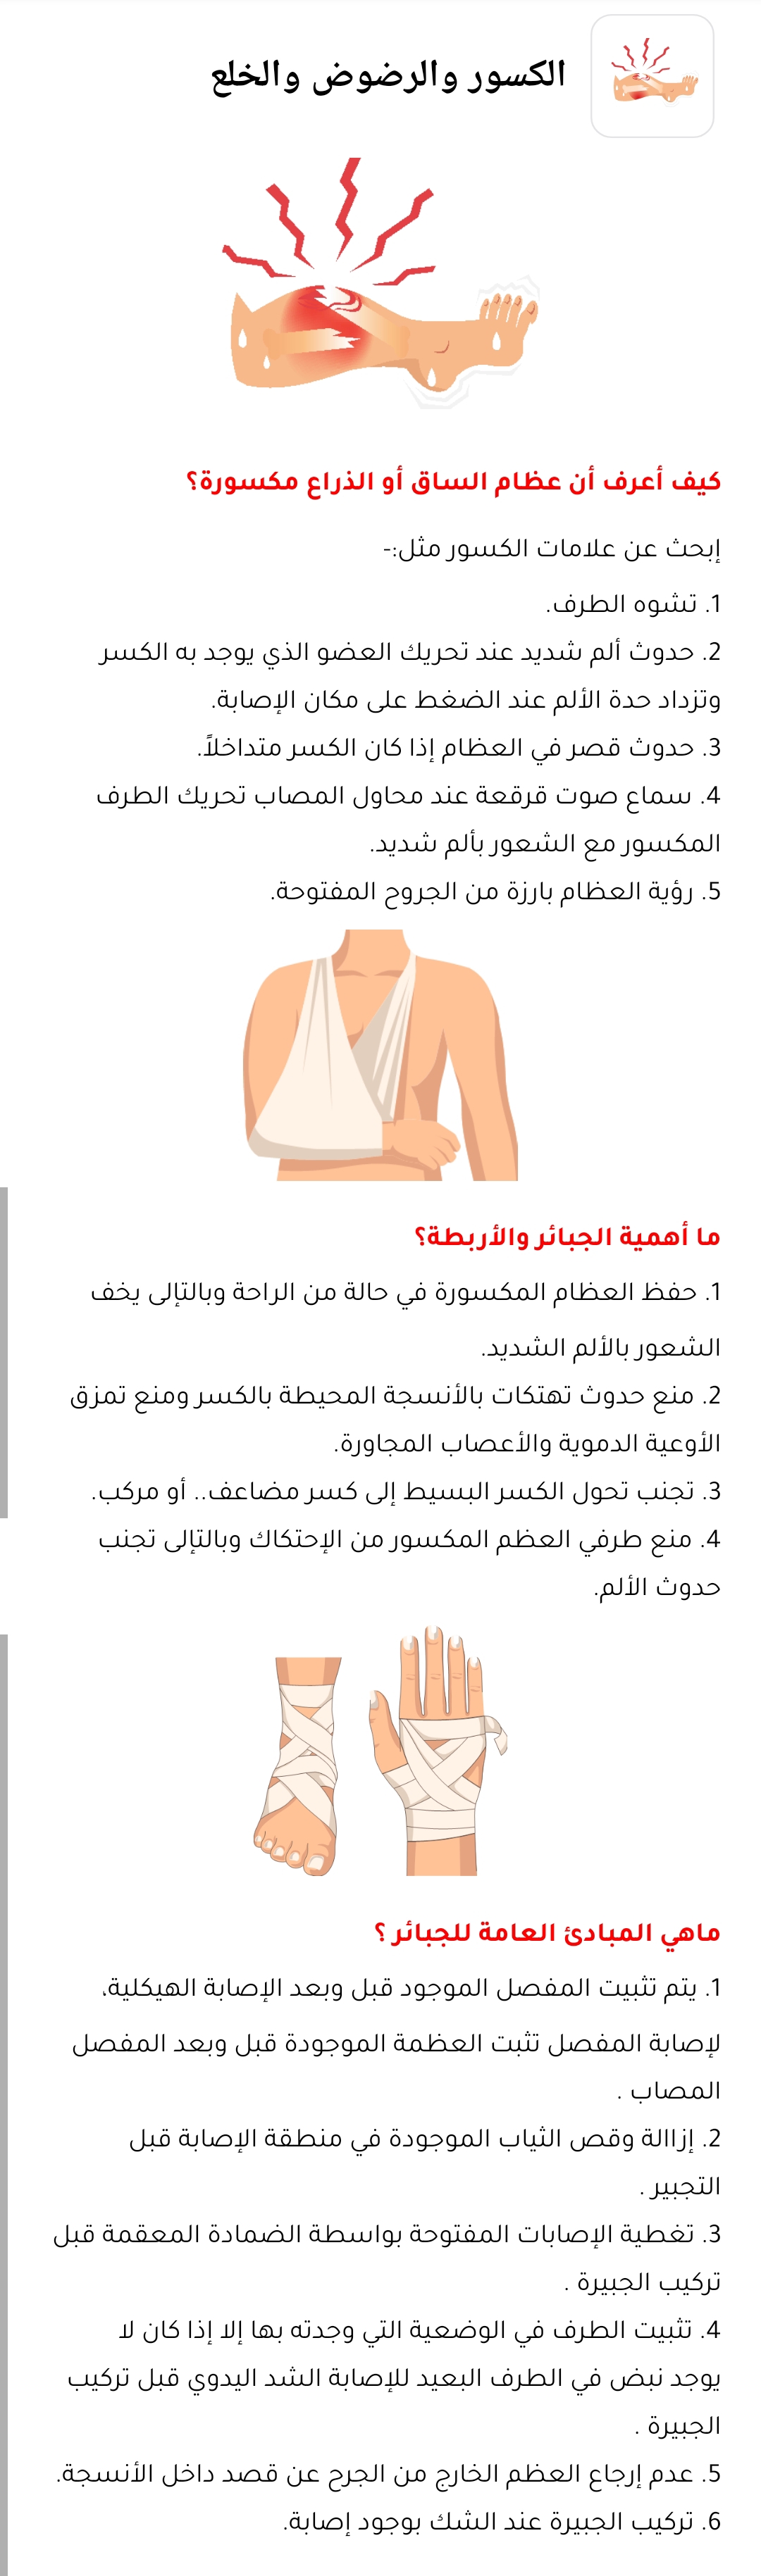 الكسور والرضوض والخلع
كيف أعرف أن عظام الساق أو الذراع مكسورة؟
إبحث عن علامات الكسور مثل:-
1. تشوه الطرف.
2. حدوث ألم شديد عند تحريك العضو الذي يوجد به الكسر
وتزداد حدة الألم عند الضغط على مكان الإصابة.
3. حدوث قصر في العظام إذا كان الكسر متداخلاً.
4. سماع صوت قرقعة عند محاول المصاب تحريك الطرف
المكسور مع الشعور بألم شديد.
5. رؤية العظام بارزة من الجروح المفتوحة.
ما أهمية الجبائر والأربطة؟
1. حفظ العظام المكسورة في حالة من الراحة وبالتإلى يخف
الشعور بالألم الشديد.
2. منع حدوث تهتكات بالأنسجة المحيطة بالكسر ومنع تمزق
الأوعية الدموية والأعصاب المجاورة.
3. تجنب تحول الكسر البسيط إلى كسر مضاعف.. أو مركب.
4. منع طرفي العظم المكسور من الإحتكاك وبالتإلى تجنب
حدوث الألم.
ماهي المبادئ العامة للجبائر ؟
1. يتم تثبيت المفصل الموجود قبل وبعد الإصابة الهيكلية،
لإصابة المفصل تثبت العظمة الموجودة قبل وبعد المفصل
المصاب .
2. إزاالة وقص الثياب الموجودة في منطقة الإصابة قبل
التجبير .
3. تغطية الإصابات المفتوحة بواسطة الضمادة المعقمة قبل
تركيب الجبيرة .
4. تثبيت الطرف في الوضعية التي وجدته بها إلا إذا كان لا
يوجد نبض في الطرف البعيد للإصابة الشد اليدوي قبل تركيب
الجبيرة .
5. عدم إرجاع العظم الخارج من الجرح عن قصد داخل الأنسجة.
6. تركيب الجبيرة عند الشك بوجود إصابة.